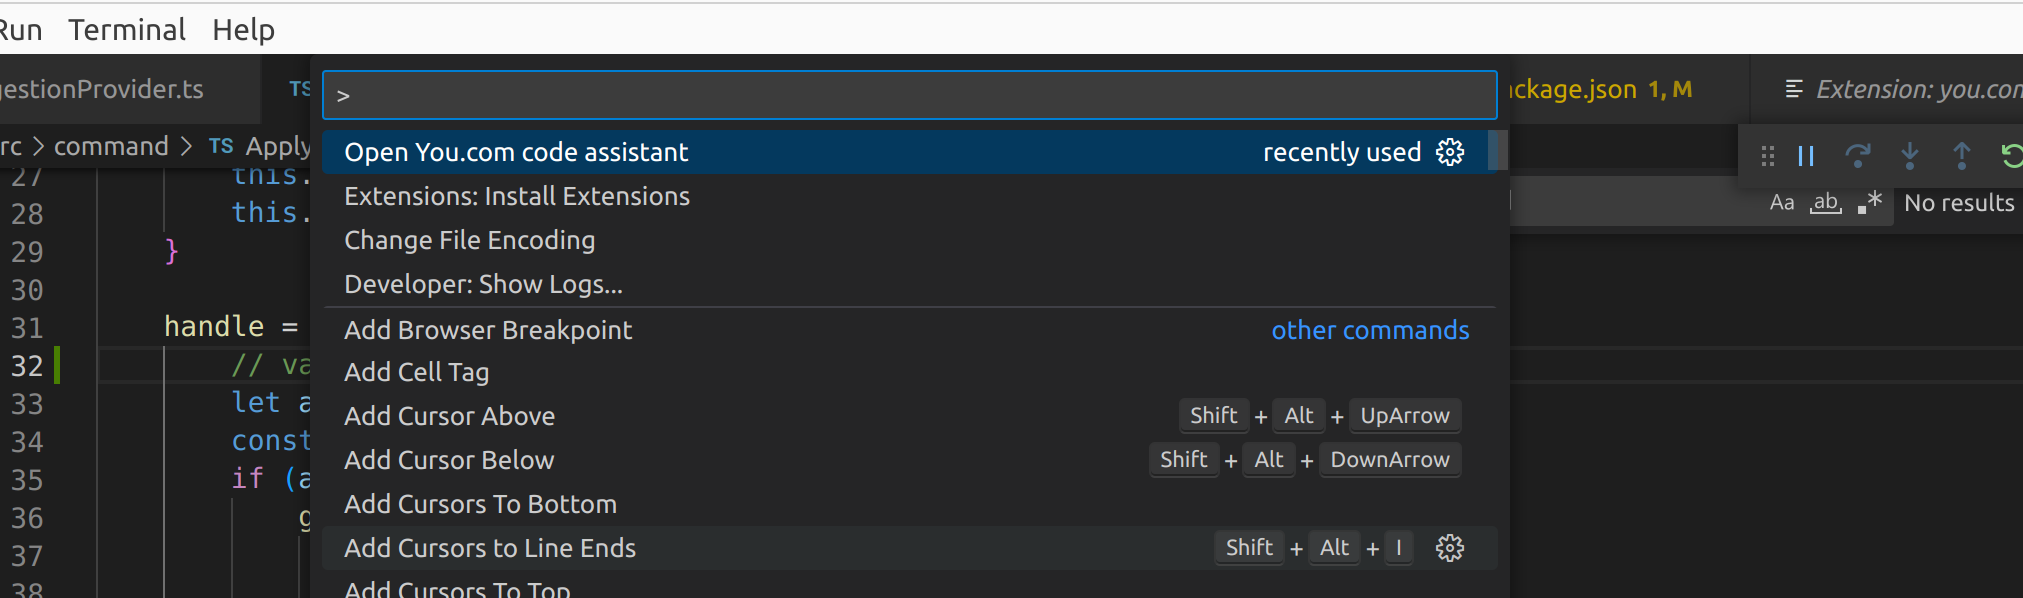 Run Terminal Help
gestionProvider.ts TS ckage.json 1, M Extension: you.com
rc > command > TS Apply
>
Open You.com code assistant recently used
Extensions: Install Extensions
Change File Encoding
Developer: Show Logs...
Add Browser Breakpoint other commands
Add Cell Tag
Add Cursor Above Shift + Alt + UpArrow
Add Cursor Below Shift + Alt + DownArrow
Add Cursors To Bottom
Add Cursors to Line Ends Shift + Alt + I
Add Cursors To Top
Aa ab .* No results
27 this.
28 this.
29 }
30
31 handle =
32 // va
33 let a
34 const
35 if (a
36 g
37
38